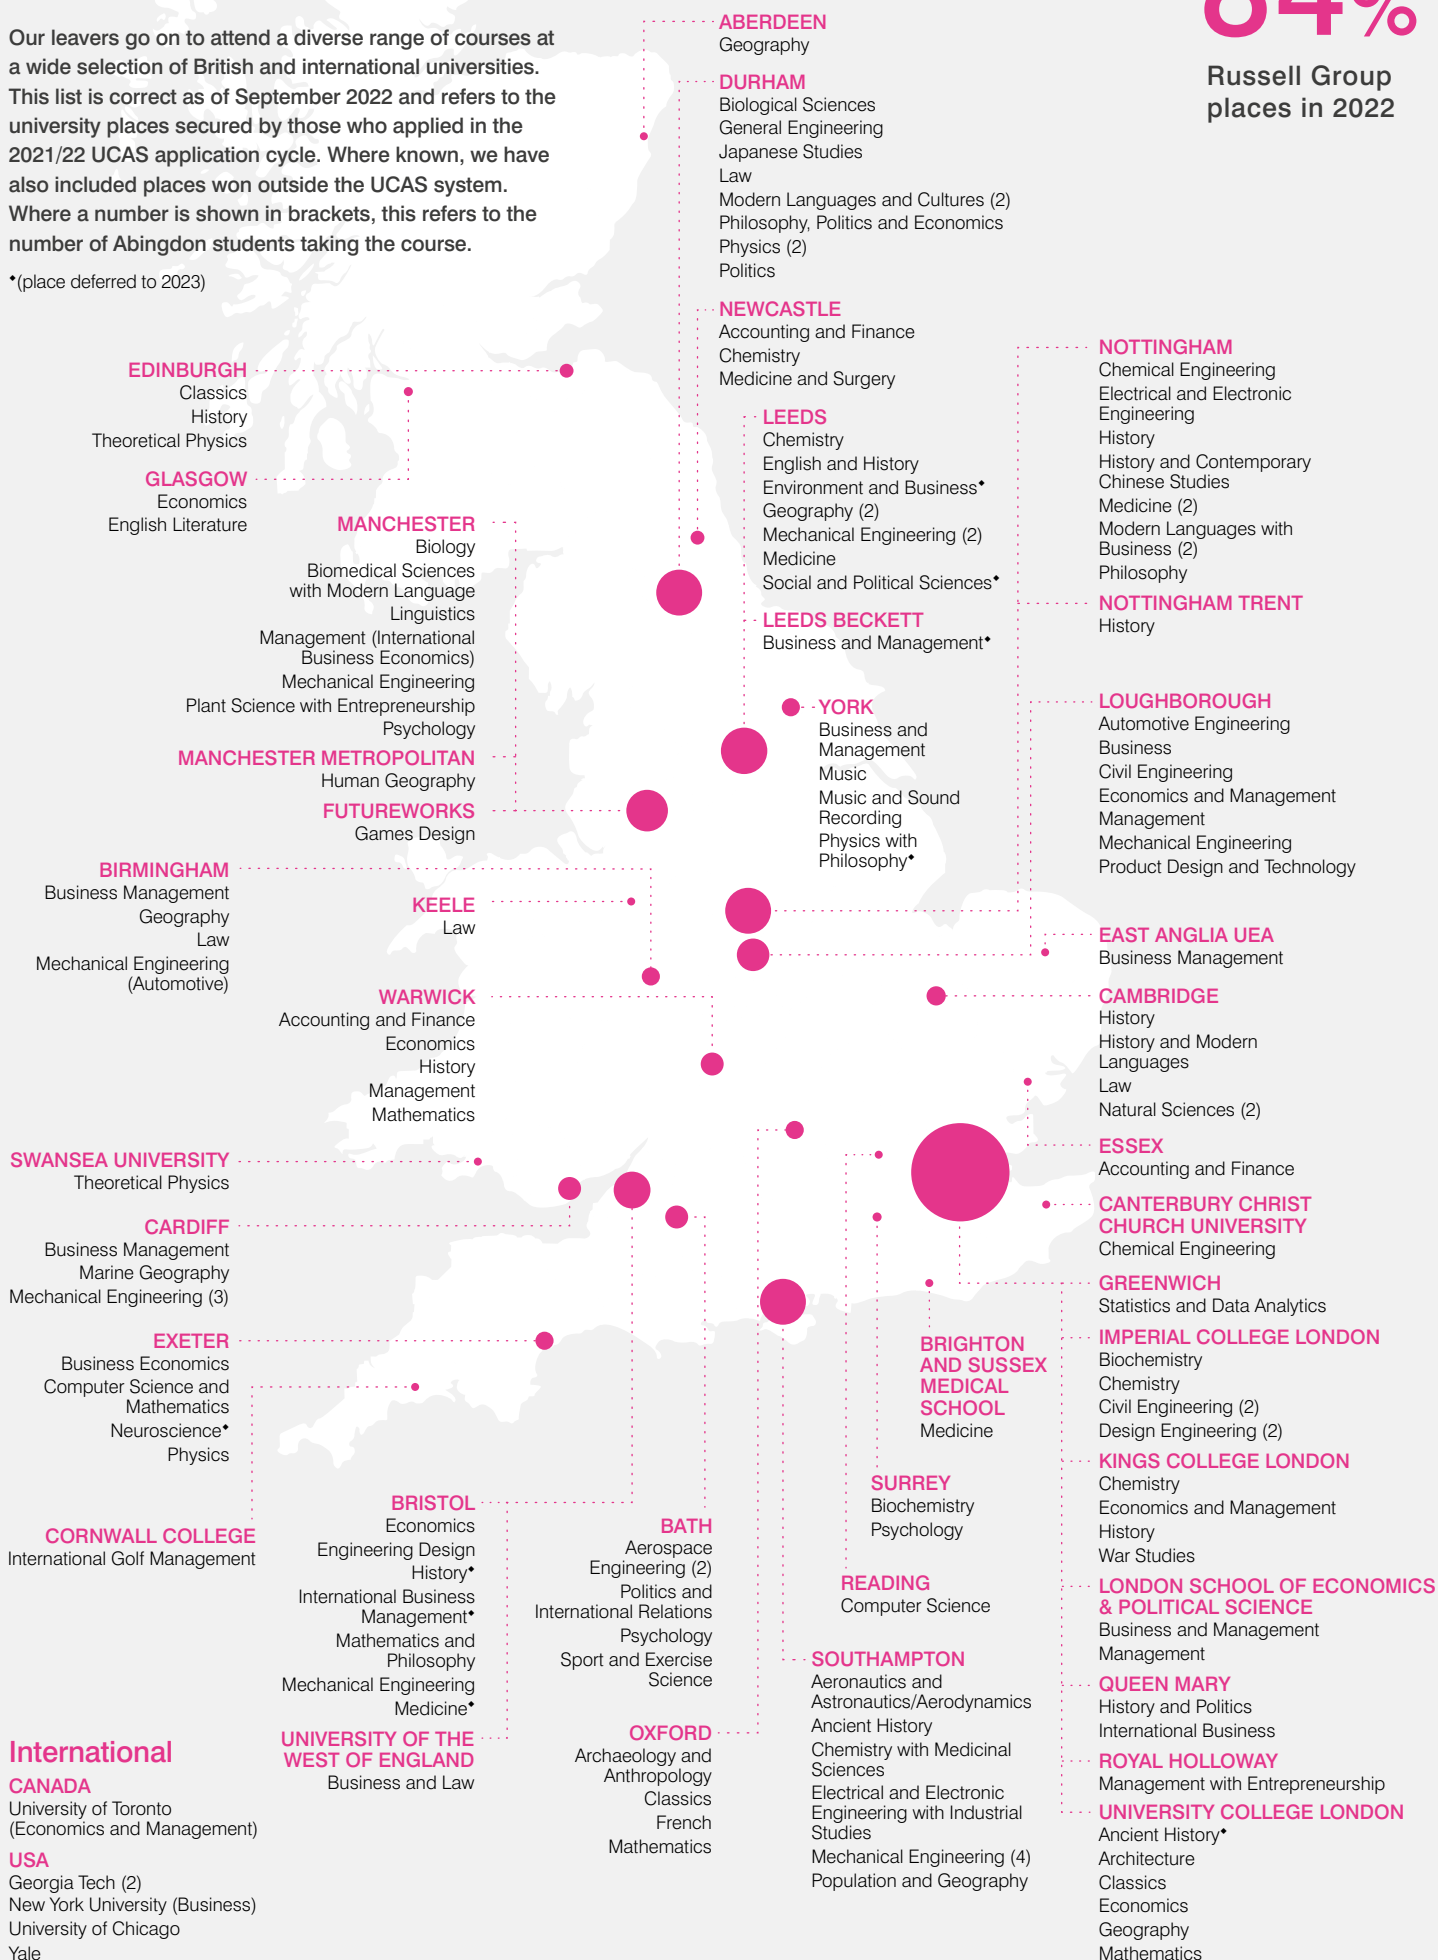 Our leavers go on to attend a diverse range of courses at
a wide selection of British and international universities.
This list is correct as of September 2022 and refers to the
university places secured by those who applied in the
2021/22 UCAS application cycle. Where known, we have
also included places won outside the UCAS system.
Where a number is shown in brackets, this refers to the
number of Abingdon students taking the course.
◆(place deferred to 2023)
Russell Group
places in 2022
ABERDEEN
Geography
DURHAM
Biological Sciences
General Engineering
Japanese Studies
Law
Modern Languages and Cultures (2)
Philosophy, Politics and Economics
Physics (2)
Politics
NEWCASTLE
Accounting and Finance
Chemistry
Medicine and Surgery
EDINBURGH
Classics
History
Theoretical Physics
GLASGOW
Economics
English Literature
LEEDS
Chemistry
English and History
Environment and Business◆
Geography (2)
Mechanical Engineering (2)
Medicine
Social and Political Sciences◆
LEEDS BECKETT
Business and Management◆
NOTTINGHAM
Chemical Engineering
Electrical and Electronic
Engineering
History
History and Contemporary
Chinese Studies
Medicine (2)
Modern Languages with
Business (2)
Philosophy
NOTTINGHAM TRENT
History
MANCHESTER
Biology
Biomedical Sciences
with Modern Language
Linguistics
Management (International
Business Economics)
Mechanical Engineering
Plant Science with Entrepreneurship
Psychology
MANCHESTER METROPOLITAN
Human Geography
FUTUREWORKS
Games Design
YORK
Business and
Management
Music
Music and Sound
Recording
Physics with
Philosophy◆
LOUGHBOROUGH
Automotive Engineering
Business
Civil Engineering
Economics and Management
Management
Mechanical Engineering
Product Design and Technology
BIRMINGHAM
Business Management
Geography
Law
Mechanical Engineering
(Automotive)
KEELE
Law
WARWICK
Accounting and Finance
Economics
History
Management
Mathematics
EAST ANGLIA UEA
Business Management
CAMBRIDGE
History
History and Modern
Languages
Law
Natural Sciences (2)
ESSEX
Accounting and Finance
CANTERBURY CHRIST
CHURCH UNIVERSITY
Chemical Engineering
SWANSEA UNIVERSITY
Theoretical Physics
CARDIFF
Business Management
Marine Geography
Mechanical Engineering (3)
EXETER
Business Economics
Computer Science and
Mathematics
Neuroscience◆
Physics
CORNWALL COLLEGE
International Golf Management
BRISTOL
Economics
Engineering Design
History◆
International Business
Management◆
Mathematics and
Philosophy
Mechanical Engineering
Medicine◆
UNIVERSITY OF THE
WEST OF ENGLAND
Business and Law
BATH
Aerospace
Engineering (2)
Politics and
International Relations
Psychology
Sport and Exercise
Science
OXFORD
Archaeology and
Anthropology
Classics
French
Mathematics
BRIGHTON
AND SUSSEX
MEDICAL
SCHOOL
Medicine
SURREY
Biochemistry
Psychology
READING
Computer Science
SOUTHAMPTON
Aeronautics and
Astronautics/Aerodynamics
Ancient History
Chemistry with Medicinal
Sciences
Electrical and Electronic
Engineering with Industrial
Studies
Mechanical Engineering (4)
Population and Geography
GREENWICH
Statistics and Data Analytics
IMPERIAL COLLEGE LONDON
Biochemistry
Chemistry
Civil Engineering (2)
Design Engineering (2)
KINGS COLLEGE LONDON
Chemistry
Economics and Management
History
War Studies
LONDON SCHOOL OF ECONOMICS
& POLITICAL SCIENCE
Business and Management
Management
QUEEN MARY
History and Politics
International Business
ROYAL HOLLOWAY
Management with Entrepreneurship
UNIVERSITY COLLEGE LONDON
Ancient History◆
Architecture
Classics
Economics
Geography
Mathematics
International
CANADA
University of Toronto
(Economics and Management)
USA
Georgia Tech (2)
New York University (Business)
University of Chicago
Yale